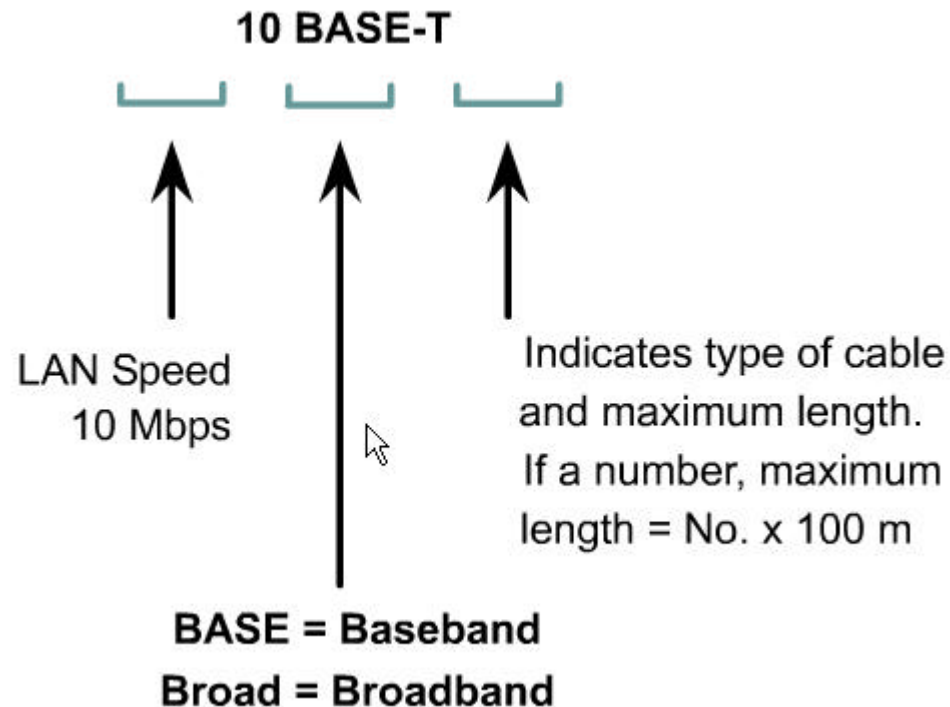 10 BASE-T
LAN Speed
10 Mbps
Indicates type of cable
and maximum length.
If a number, maximum
length = No. x 100 m
BASE = Baseband
Broad = Broadband